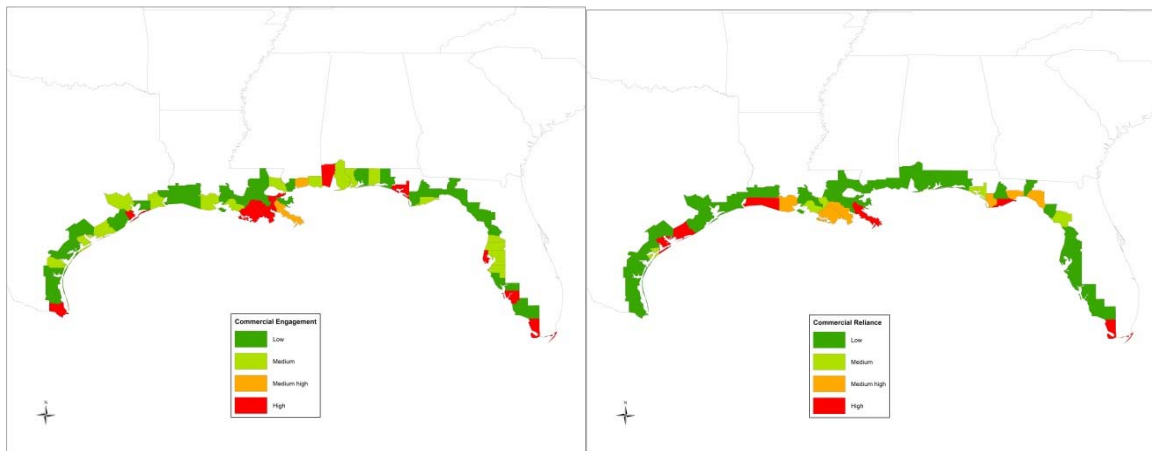 Commercial Engagement
Low
Medium
Medium high
High
N
Commercial Reliance
Low
Medium
Medium high
High
N